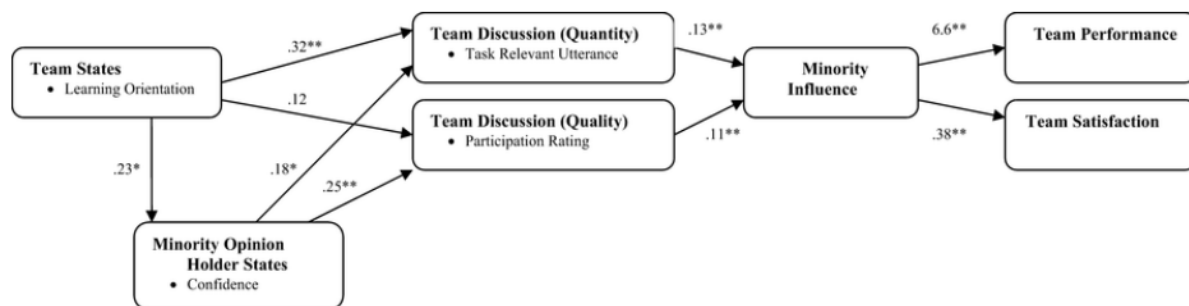 Team States
• Learning Orientation
.32**
.12
.23*
Minority Opinion
Holder States
• Confidence
.18*
.25**
Team Discussion (Quantity)
• Task Relevant Utterance
Team Discussion (Quality)
• Participation Rating
.13**
.11**
Minority
Influence
6.6**
.38**
Team Performance
Team Satisfaction